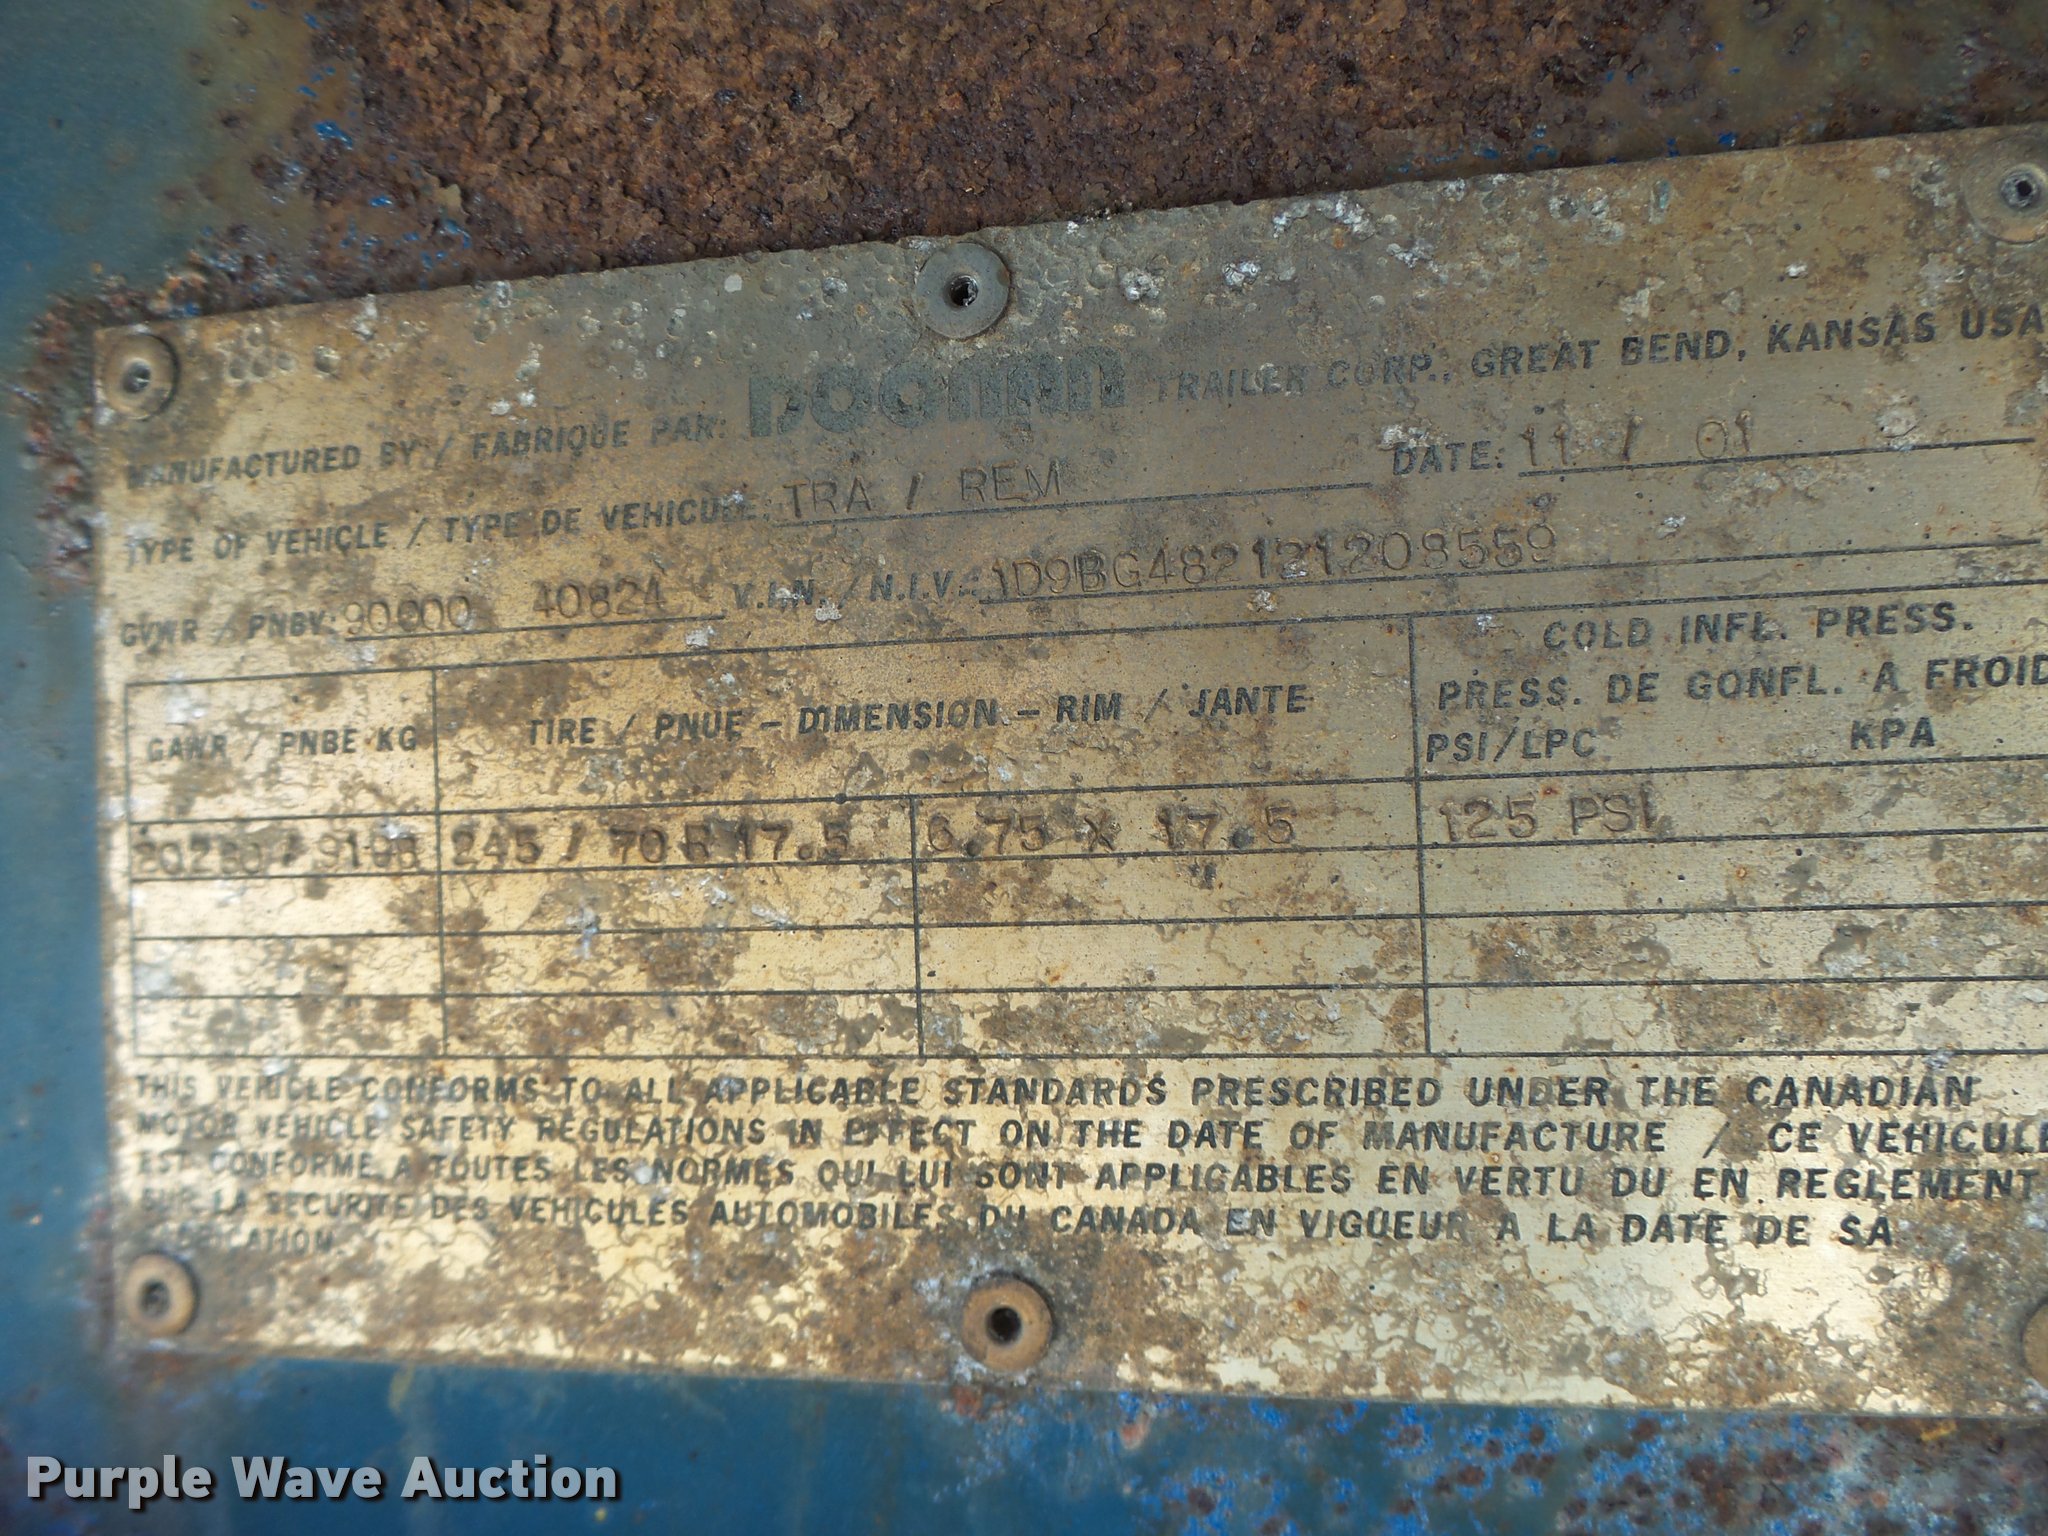 MANUFACTURED BY / FABRIQUE PAR: DOONAN TRAILER CORP., GREAT BEND, KANSAS USA
TYPE OF VEHICLE / TYPE DE VEHICULE: TRA / REM DATE: 11 / 01
GVWR / PNBV: 90000 40824 V.I.N. / N.I.V.: 1D9BG482121208559
GAWR / PNBE KG TIRE / PNUE - DIMENSION - RIM / JANTE COLD INFL. PRESS.
PRESS. DE GONFL. A FROID
PSI/LPC KPA
245 / 70 R 17.5 6.75 X 17.5 125 PSI
THIS VEHICLE CONFORMS TO ALL APPLICABLE STANDARDS PRESCRIBED UNDER THE CANADIAN
MOTOR VEHICLE SAFETY REGULATIONS IN EFFECT ON THE DATE OF MANUFACTURE / CE VEHICULE
EST CONFORME A TOUTES LES NORMES QUI LUI SONT APPLICABLES EN VERTU DU EN REGLEMENT
SUR LA SECURITE DES VEHICULES AUTOMOBILES DU CANADA EN VIGUEUR A LA DATE DE SA
FABRICATION.
Purple Wave Auction